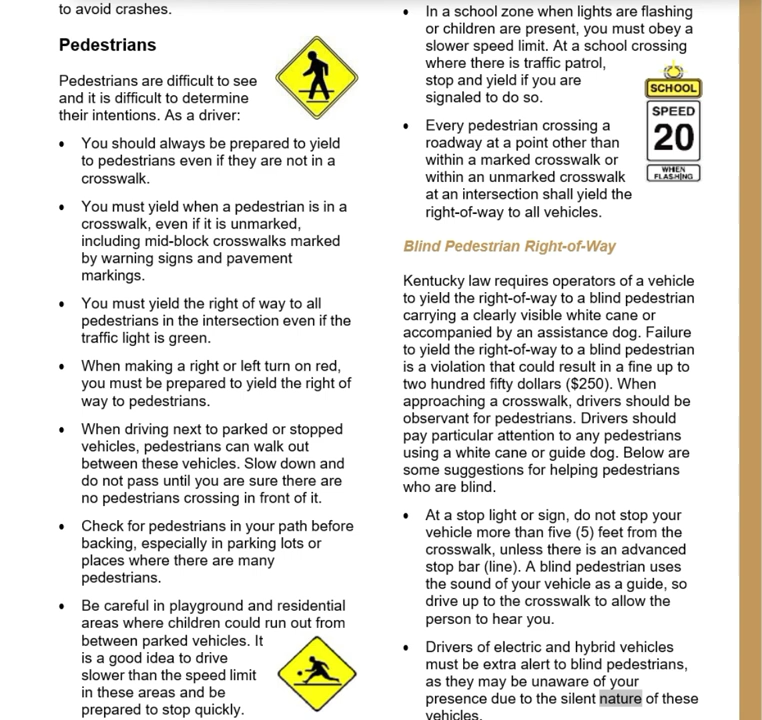 to avoid crashes.
Pedestrians
Pedestrians are difficult to see
and it is difficult to determine
their intentions. As a driver:
• You should always be prepared to yield
to pedestrians even if they are not in a
crosswalk.
• You must yield when a pedestrian is in a
crosswalk, even if it is unmarked,
including mid-block crosswalks marked
by warning signs and pavement
markings.
• You must yield the right of way to all
pedestrians in the intersection even if the
traffic light is green.
• When making a right or left turn on red,
you must be prepared to yield the right of
way to pedestrians.
• When driving next to parked or stopped
vehicles, pedestrians can walk out
between these vehicles. Slow down and
do not pass until you are sure there are
no pedestrians crossing in front of it.
• Check for pedestrians in your path before
backing, especially in parking lots or
places where there are many
pedestrians.
• Be careful in playground and residential
areas where children could run out from
between parked vehicles. It
is a good idea to drive
slower than the speed limit
in these areas and be
prepared to stop quickly.
• In a school zone when lights are flashing
or children are present, you must obey a
slower speed limit. At a school crossing
where there is traffic patrol,
stop and yield if you are
signaled to do so.
SCHOOL
SPEED
20
WHEN
FLASHING
• Every pedestrian crossing a
roadway at a point other than
within a marked crosswalk or
within an unmarked crosswalk
at an intersection shall yield the
right-of-way to all vehicles.
Blind Pedestrian Right-of-Way
Kentucky law requires operators of a vehicle
to yield the right-of-way to a blind pedestrian
carrying a clearly visible white cane or
accompanied by an assistance dog. Failure
to yield the right-of-way to a blind pedestrian
is a violation that could result in a fine up to
two hundred fifty dollars ($250). When
approaching a crosswalk, drivers should be
observant for pedestrians. Drivers should
pay particular attention to any pedestrians
using a white cane or guide dog. Below are
some suggestions for helping pedestrians
who are blind.
• At a stop light or sign, do not stop your
vehicle more than five (5) feet from the
crosswalk, unless there is an advanced
stop bar (line). A blind pedestrian uses
the sound of your vehicle as a guide, so
drive up to the crosswalk to allow the
person to hear you.
• Drivers of electric and hybrid vehicles
must be extra alert to blind pedestrians,
as they may be unaware of your
presence due to the silent nature of these
vehicles.